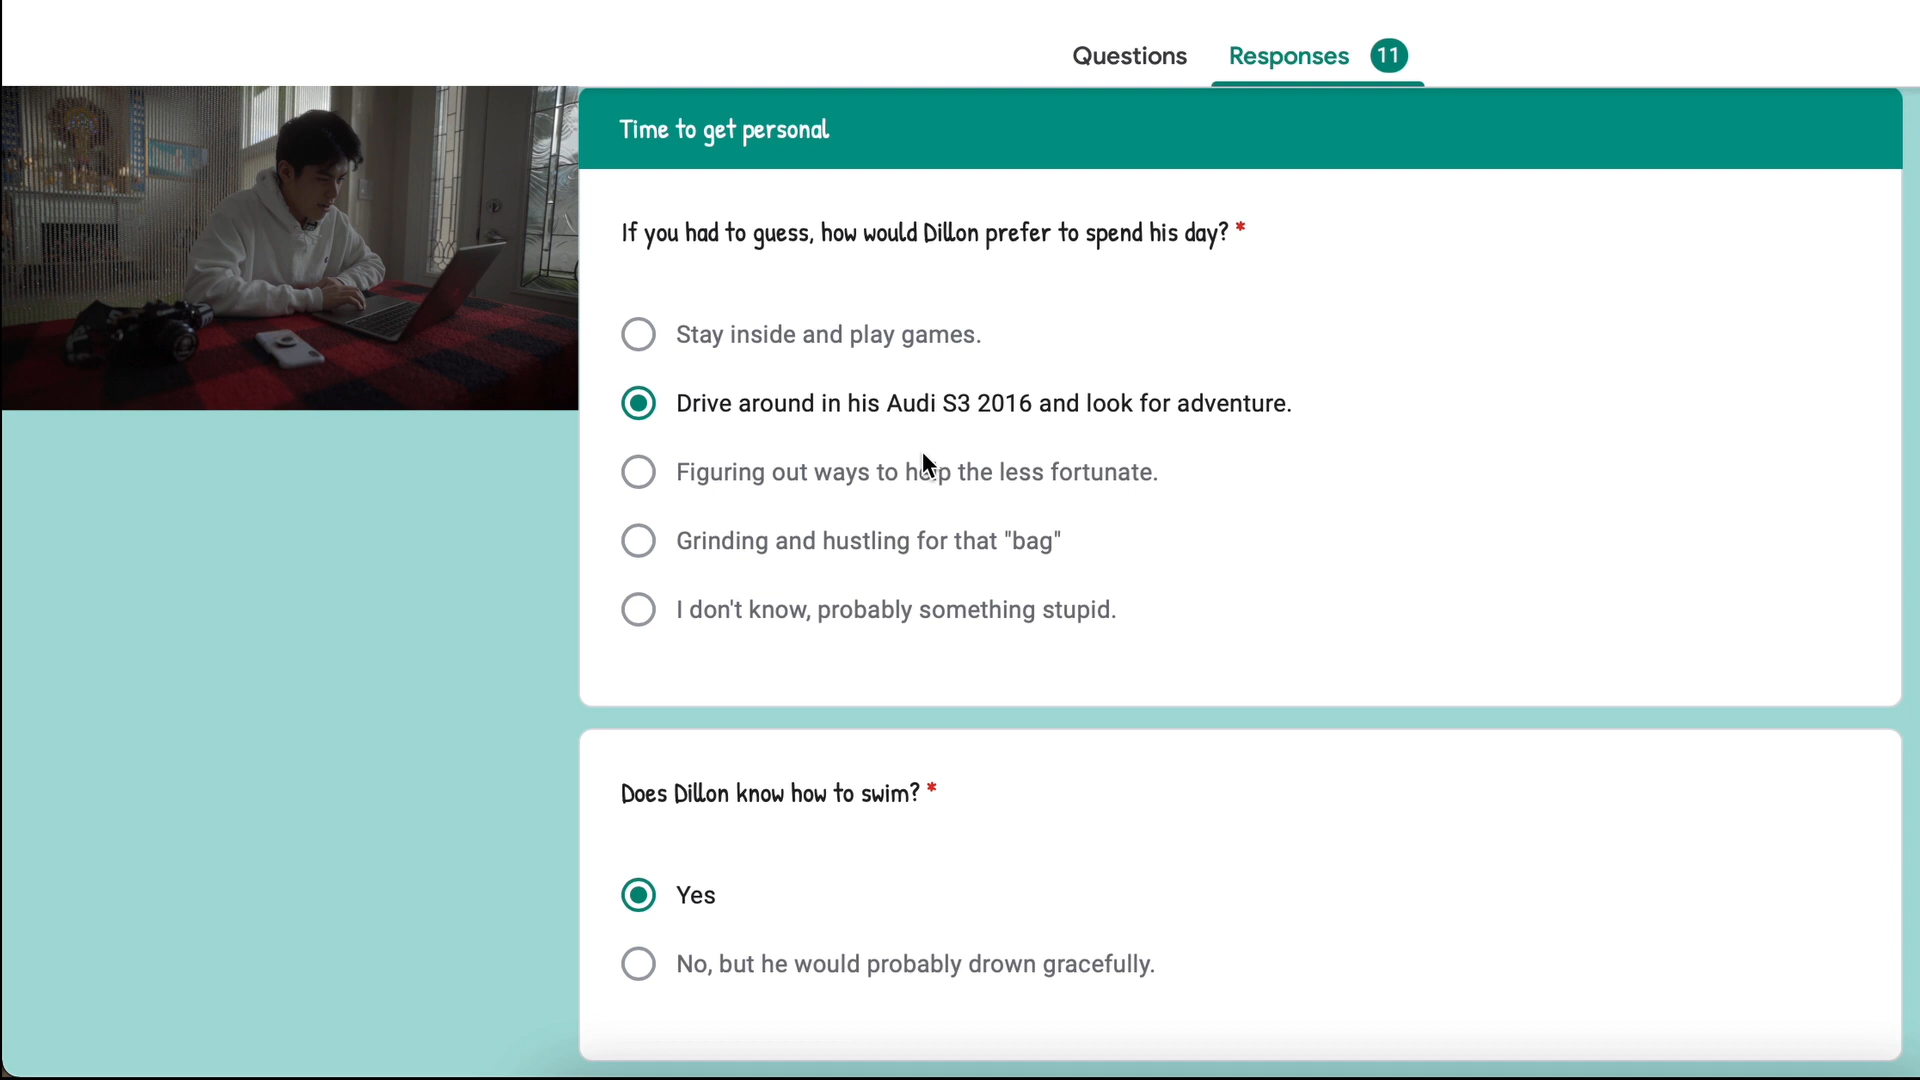 Questions Responses 11
Time to get personal
If you had to guess, how would Dillon prefer to spend his day? *
Stay inside and play games.
Drive around in his Audi S3 2016 and look for adventure.
Figuring out ways to help the less fortunate.
Grinding and hustling for that "bag"
I don't know, probably something stupid.
Does Dillon know how to swim? *
Yes
No, but he would probably drown gracefully.